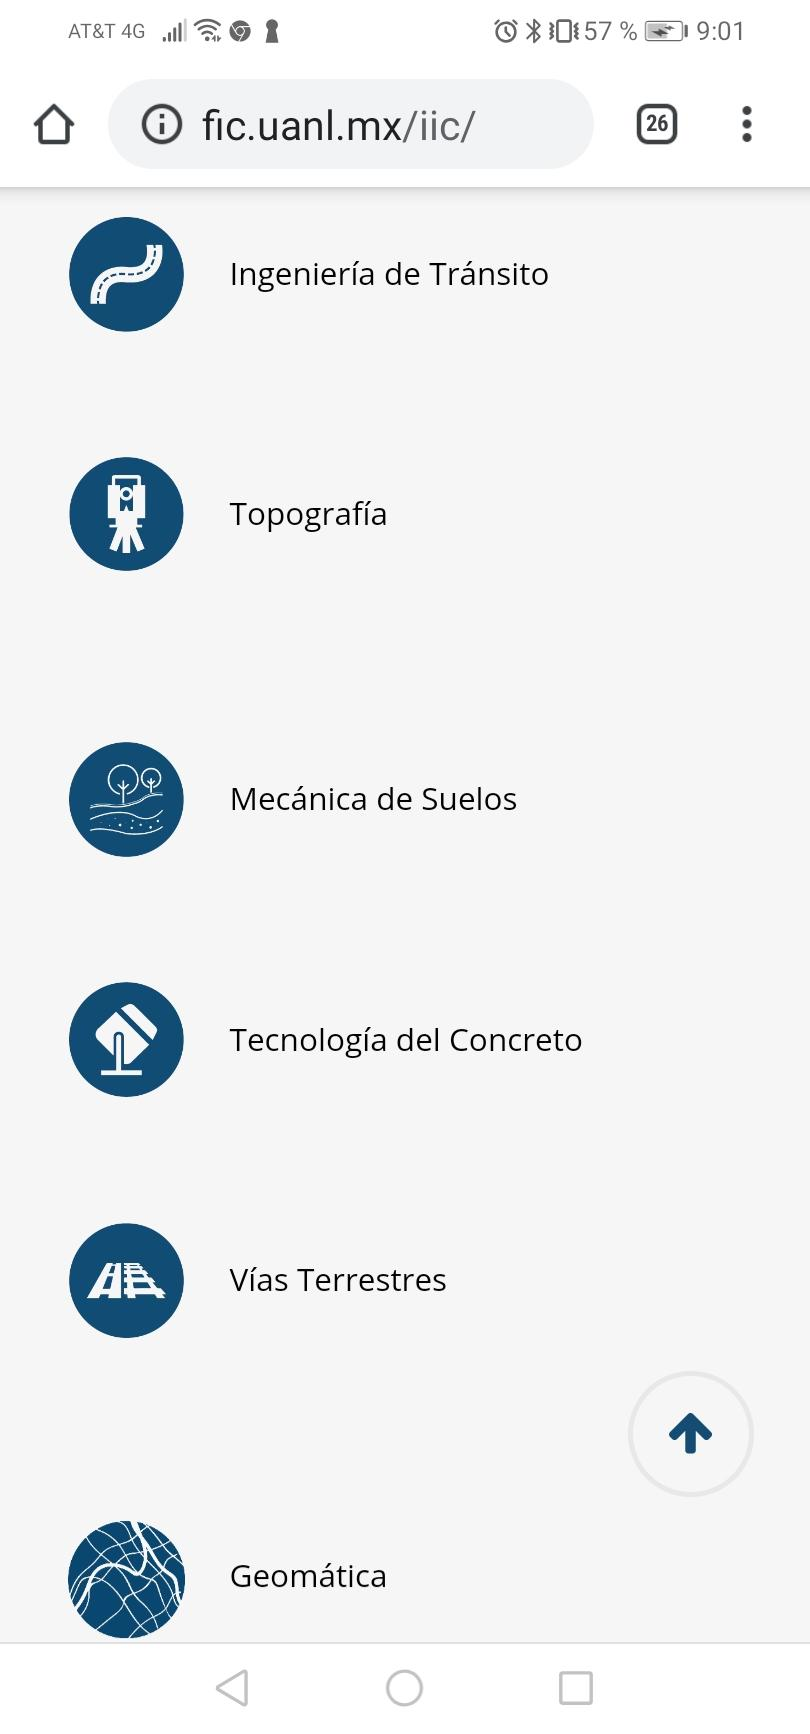 AT&T 4G 57 % 9:01
fic.uanl.mx/iic/ 26
Ingeniería de Tránsito
Topografía
Mecánica de Suelos
Tecnología del Concreto
Vías Terrestres
Geomática